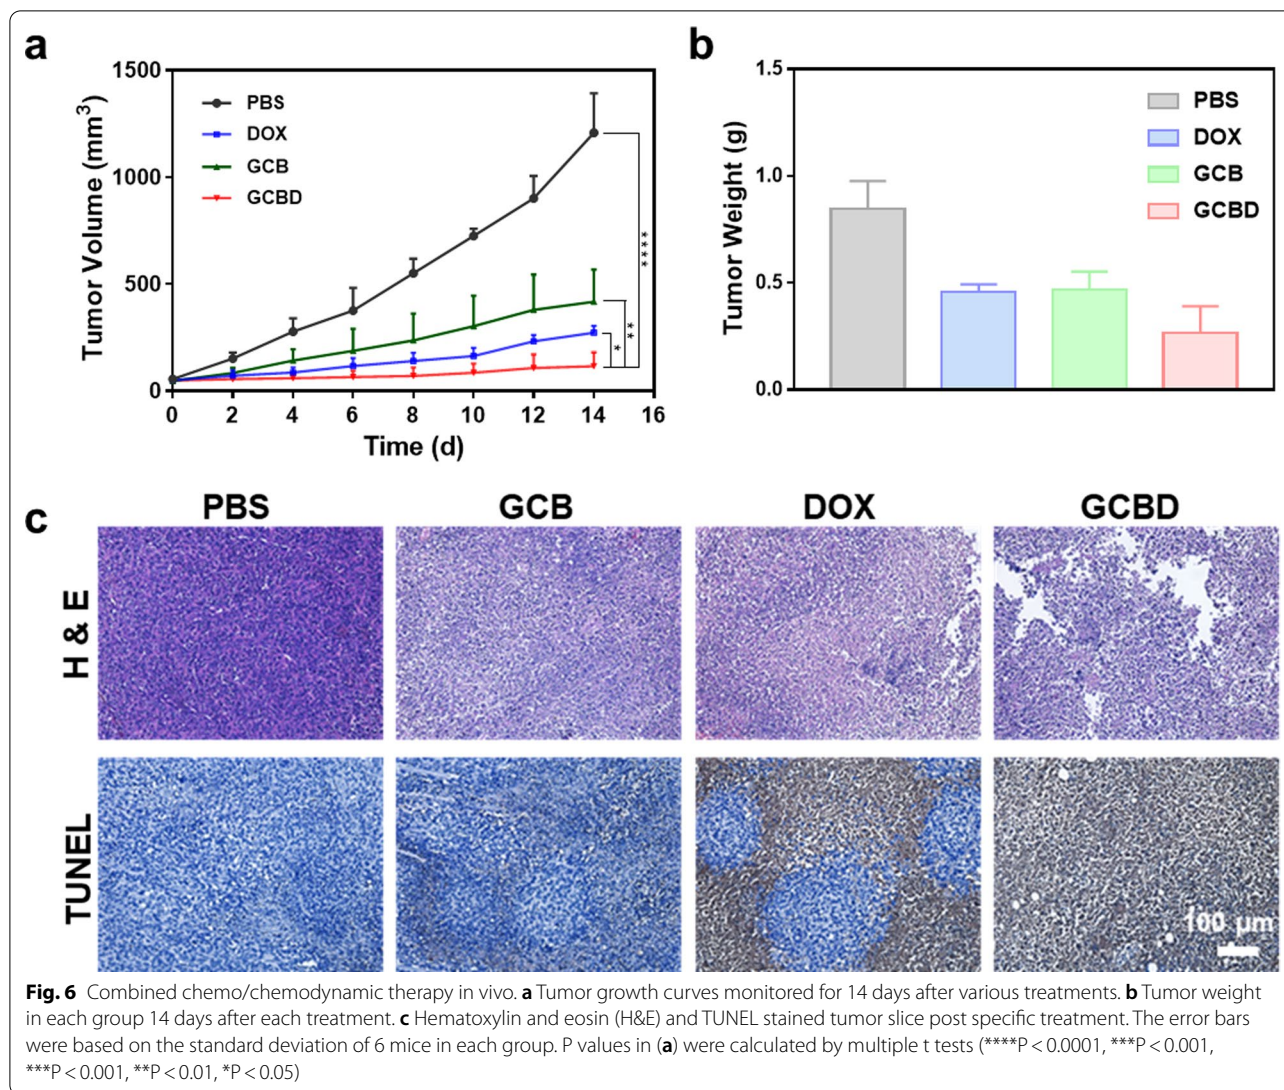 a
1500
1000
500
0
Tumor Volume (mm³)
PBS
DOX
GCB
GCBD
****
**
*
0 2 4 6 8 10 12 14 16
Time (d)
b
1.5
1.0
0.5
0.0
Tumor Weight (g)
PBS
DOX
GCB
GCBD
c
PBS GCB DOX GCBD
H & E
TUNEL
100 µm
Fig. 6 Combined chemo/chemodynamic therapy in vivo. a Tumor growth curves monitored for 14 days after various treatments. b Tumor weight
in each group 14 days after each treatment. c Hematoxylin and eosin (H&E) and TUNEL stained tumor slice post specific treatment. The error bars
were based on the standard deviation of 6 mice in each group. P values in (a) were calculated by multiple t tests (****P < 0.0001, ***P < 0.001,
***P < 0.001, **P < 0.01, *P < 0.05)